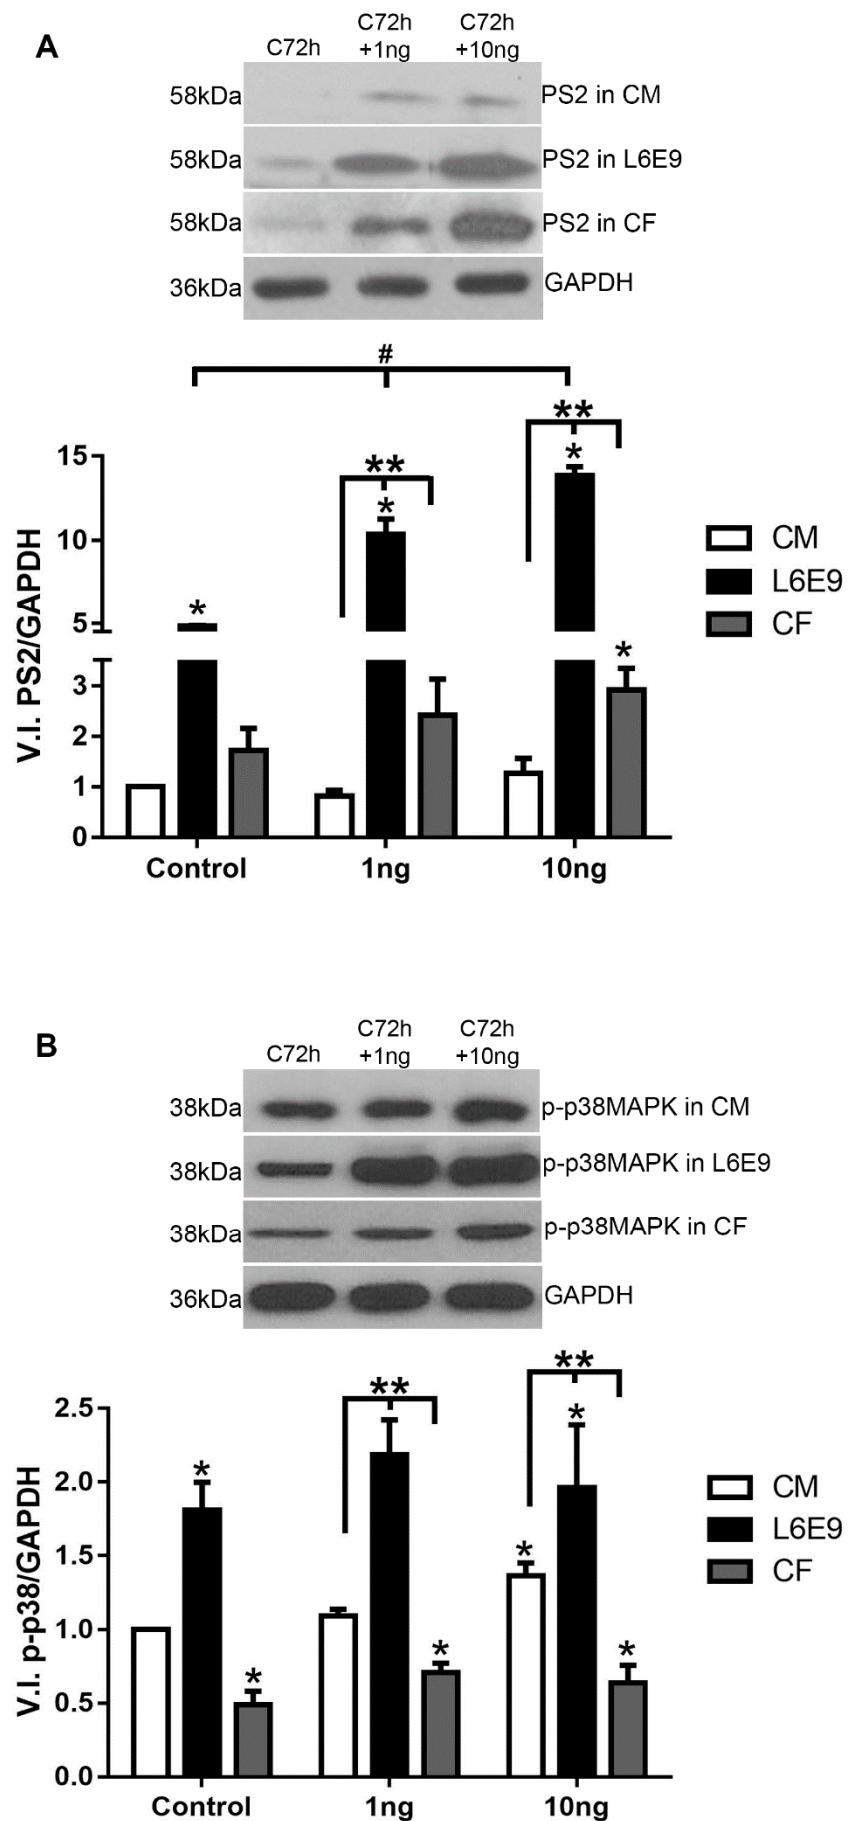 A
C72h
C72h
+1ng
C72h
+10ng
58kDa
PS2 in CM
58kDa
PS2 in L6E9
58kDa
PS2 in CF
36kDa
GAPDH
#
**
**
*
*
*
*
15
10
5
3
2
1
0
V.I. PS2/GAPDH
CM
L6E9
CF
Control
1ng
10ng
B
C72h
C72h
+1ng
C72h
+10ng
38kDa
p-p38MAPK in CM
38kDa
p-p38MAPK in L6E9
38kDa
p-p38MAPK in CF
36kDa
GAPDH
**
**
*
*
*
*
*
*
2.5
2.0
1.5
1.0
0.5
0.0
V.I. p-p38/GAPDH
CM
L6E9
CF
Control
1ng
10ng